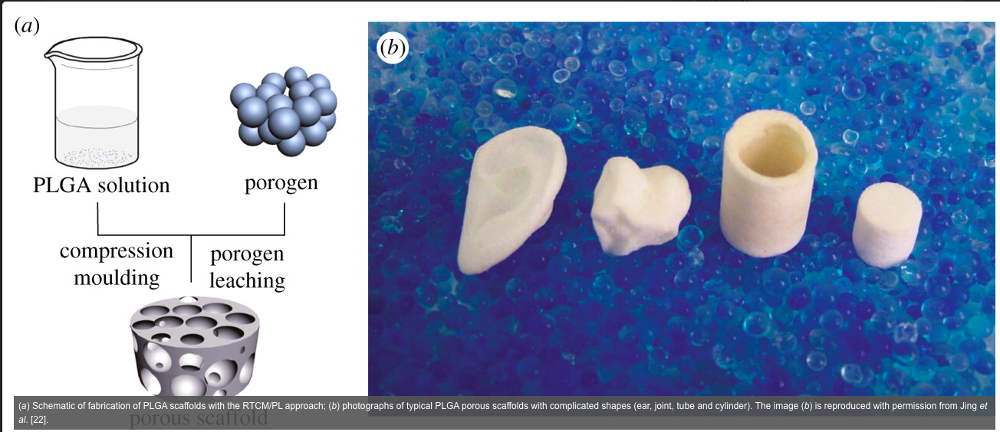 (a)
(b)
PLGA solution
porogen
compression
moulding
porogen
leaching
porous scaffold
(a) Schematic of fabrication of PLGA scaffolds with the RTCM/PL approach; (b) photographs of typical PLGA porous scaffolds with complicated shapes (ear, joint, tube and cylinder). The image (b) is reproduced with permission from Jing et
al. [22].